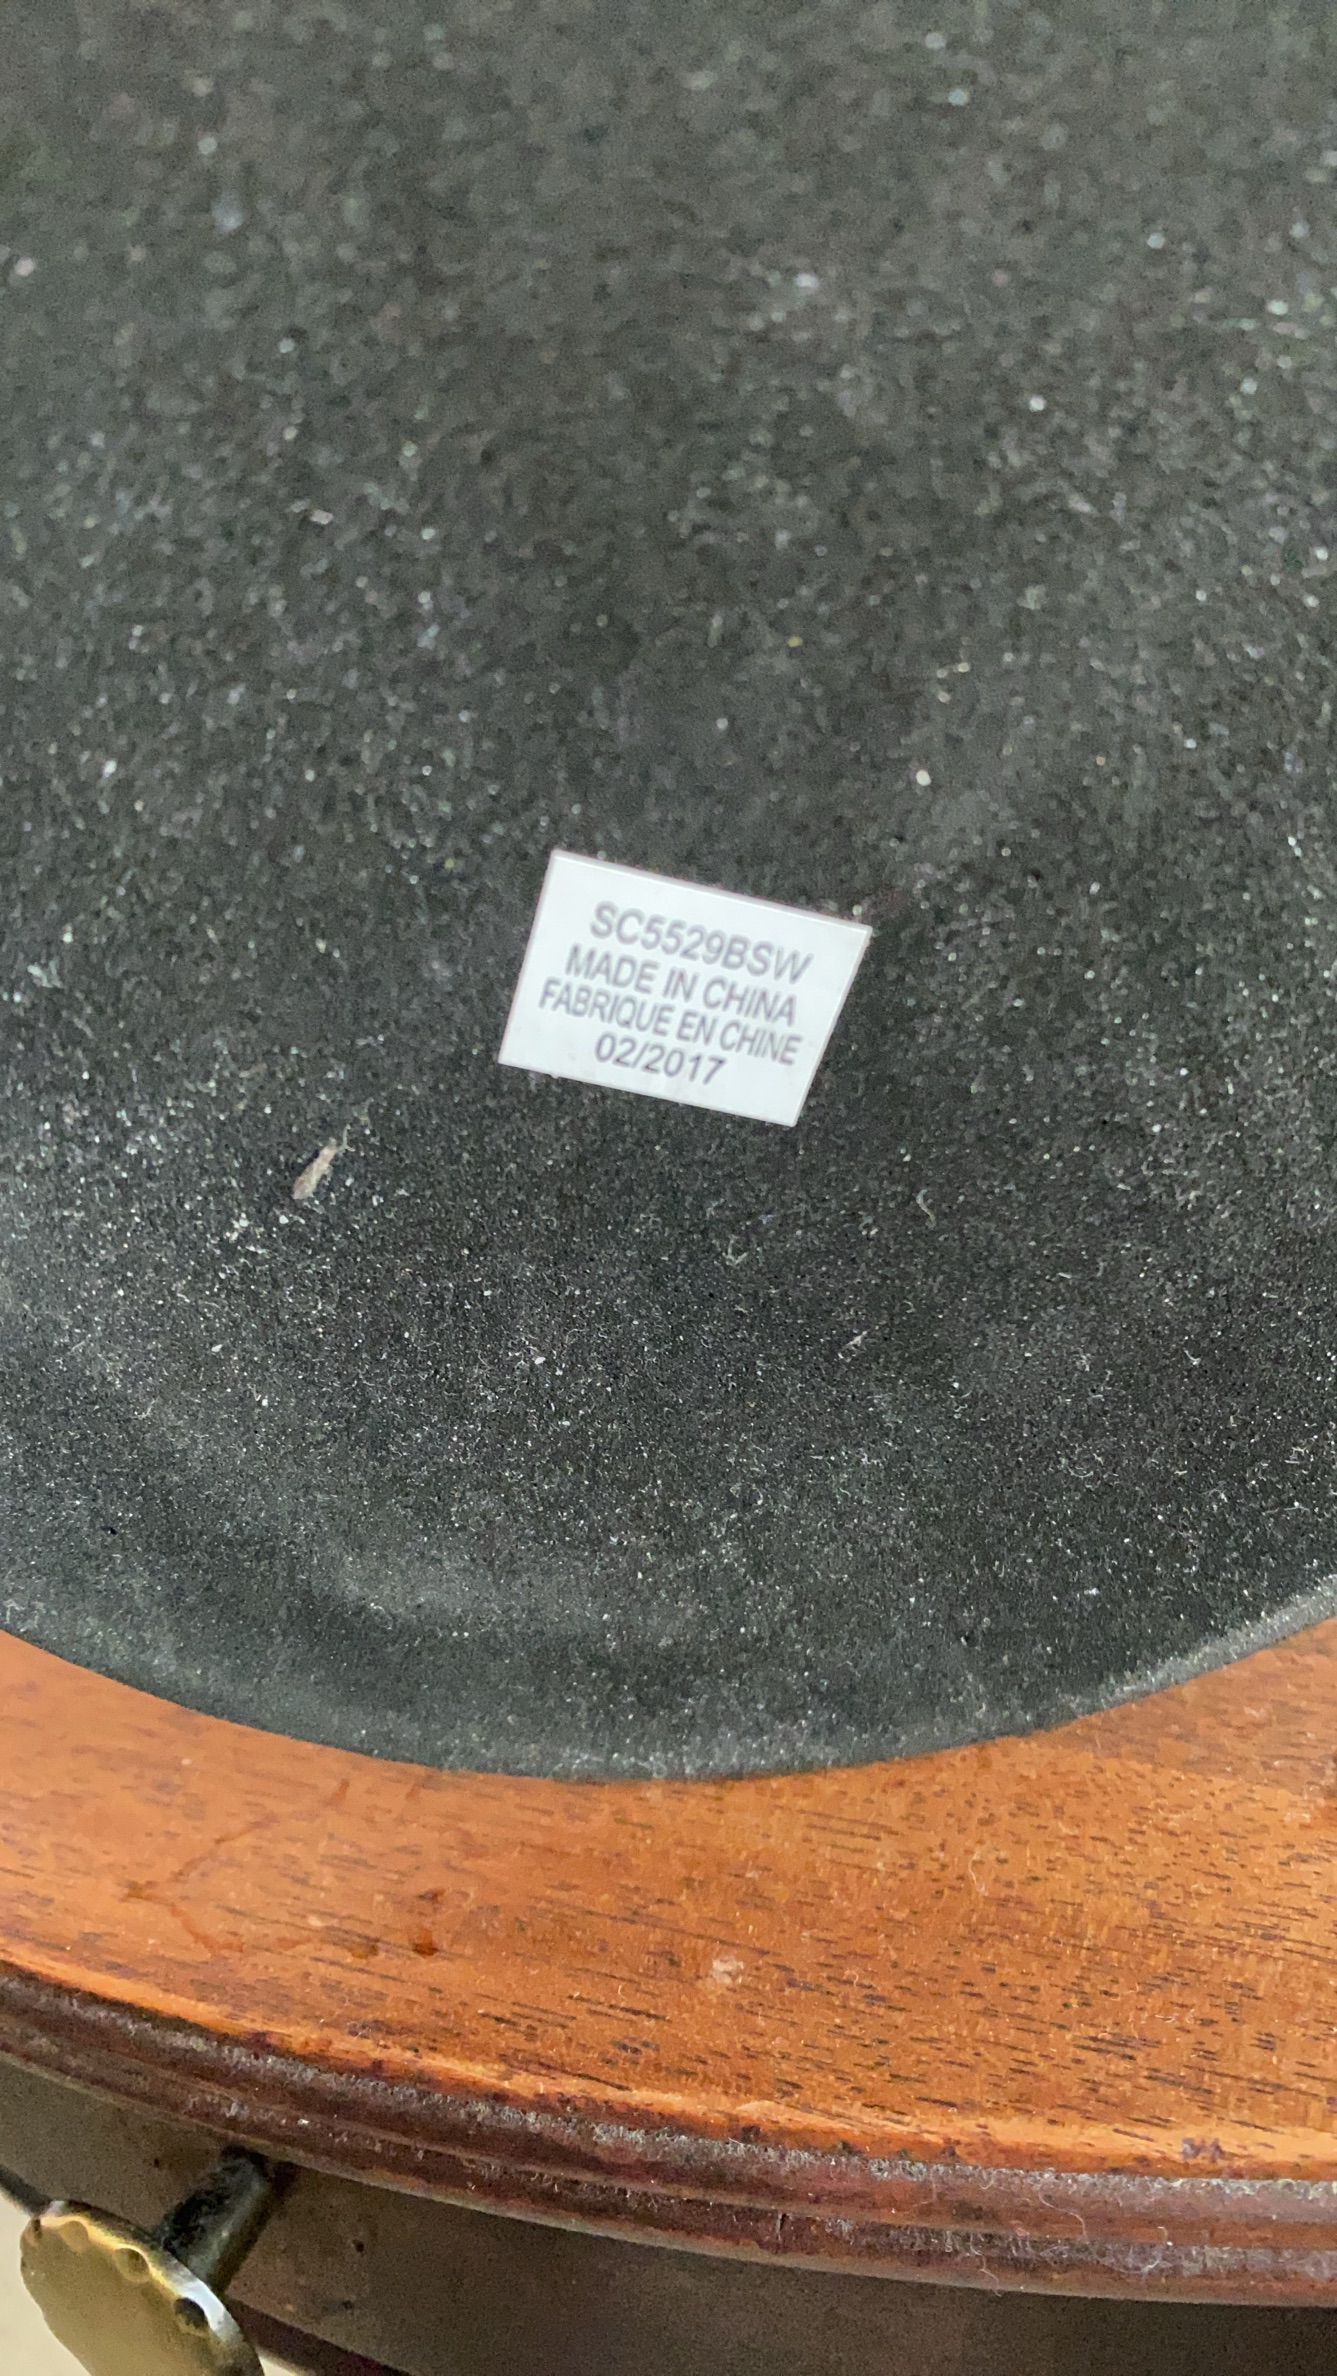 SC5529BSW
MADE IN CHINA
FABRIQUE EN CHINE
02/2017